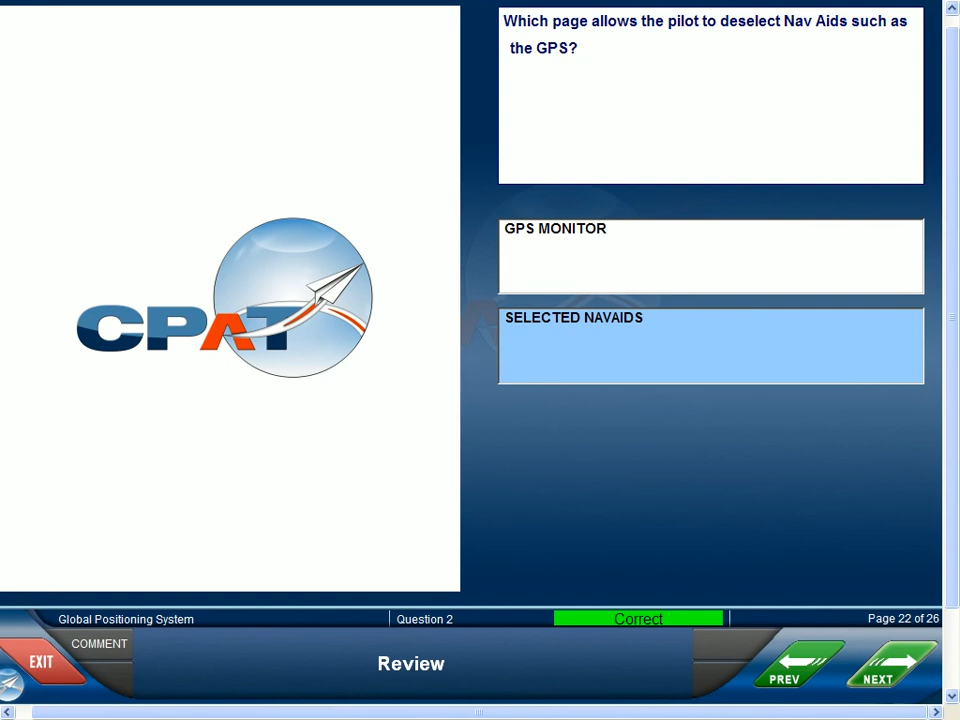 Which page allows the pilot to deselect Nav Aids such as
the GPS?
GPS MONITOR
SELECTED NAVAIDS
CPAT
Global Positioning System
Question 2
Correct
Page 22 of 26
COMMENT
EXIT
Review
PREV
NEXT